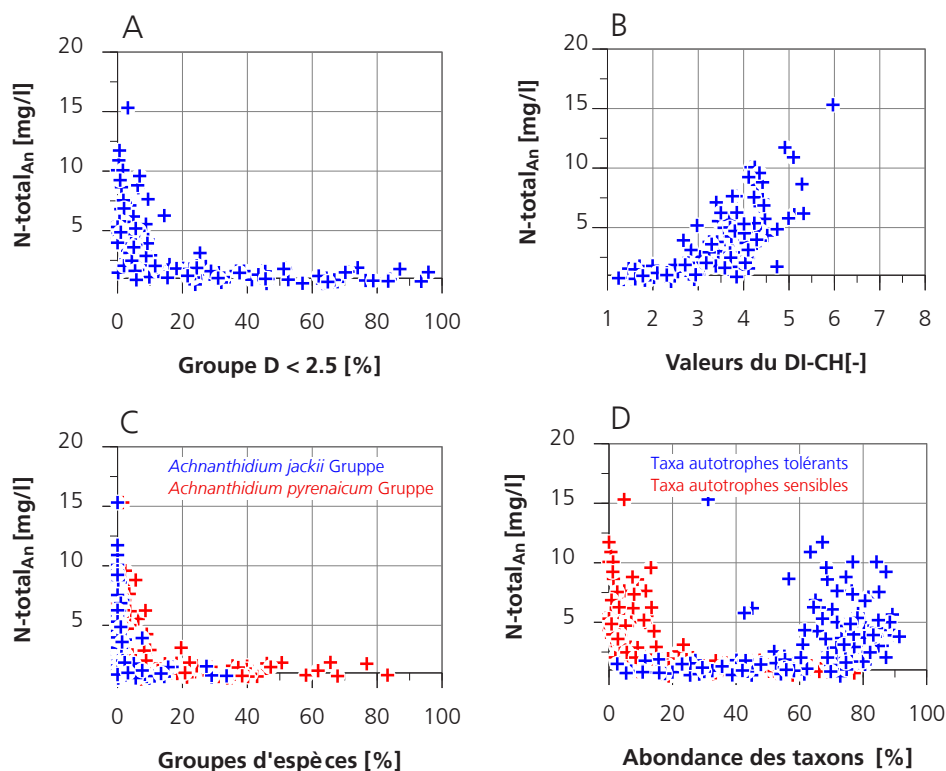 A
20
15
10
5
N-total_An [mg/l]
0 20 40 60 80 100
Groupe D < 2.5 [%]
B
20
15
10
5
N-total_An [mg/l]
1 2 3 4 5 6 7 8
Valeurs du DI-CH[-]
C
20
15
10
5
N-total_An [mg/l]
Achnanthidium jackii Gruppe
Achnanthidium pyrenaicum Gruppe
0 20 40 60 80 100
Groupes d'espèces [%]
D
20
15
10
5
N-total_An [mg/l]
Taxa autotrophes tolérants
Taxa autotrophes sensibles
0 20 40 60 80 100
Abondance des taxons [%]